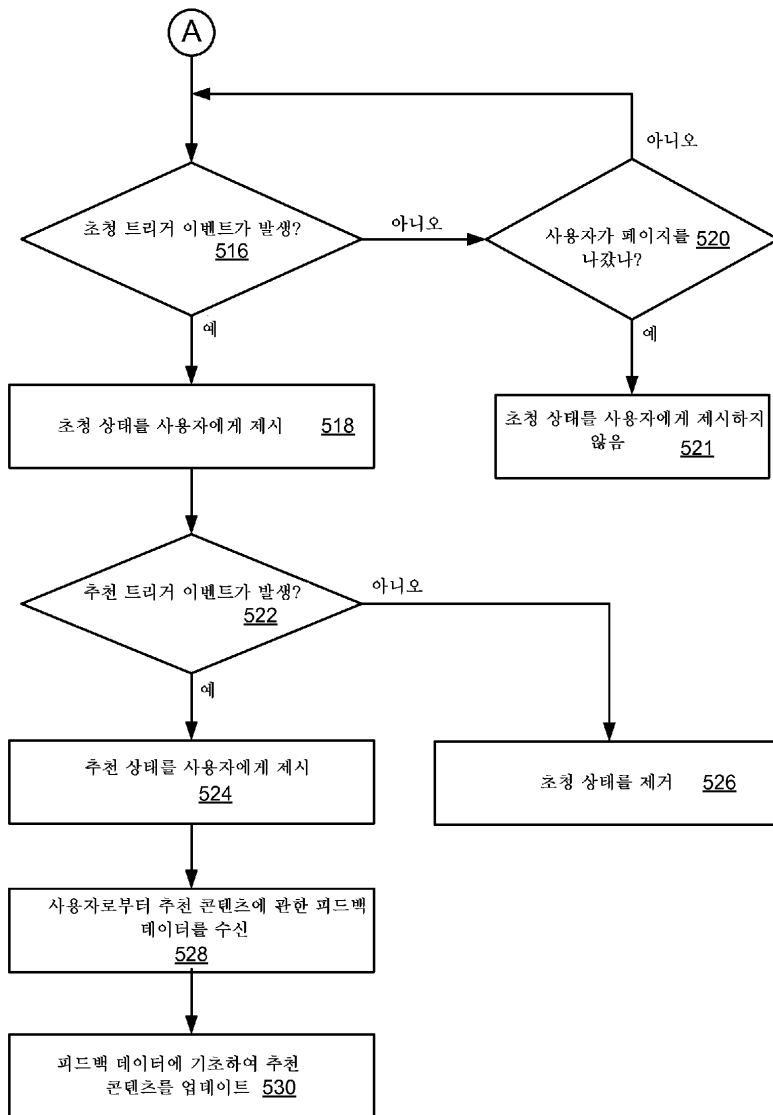 A
아니오
초청 트리거 이벤트가 발생?
516
아니오
사용자가 페이지를 520
나갔나?
예
예
초청 상태를 사용자에게 제시 518
초청 상태를 사용자에게 제시하지
않음 521
추천 트리거 이벤트가 발생?
522
아니오
예
추천 상태를 사용자에게 제시
524
초청 상태를 제거 526
사용자로부터 추천 콘텐츠에 관한 피드백
데이터를 수신
528
피드백 데이터에 기초하여 추천
콘텐츠를 업데이트 530